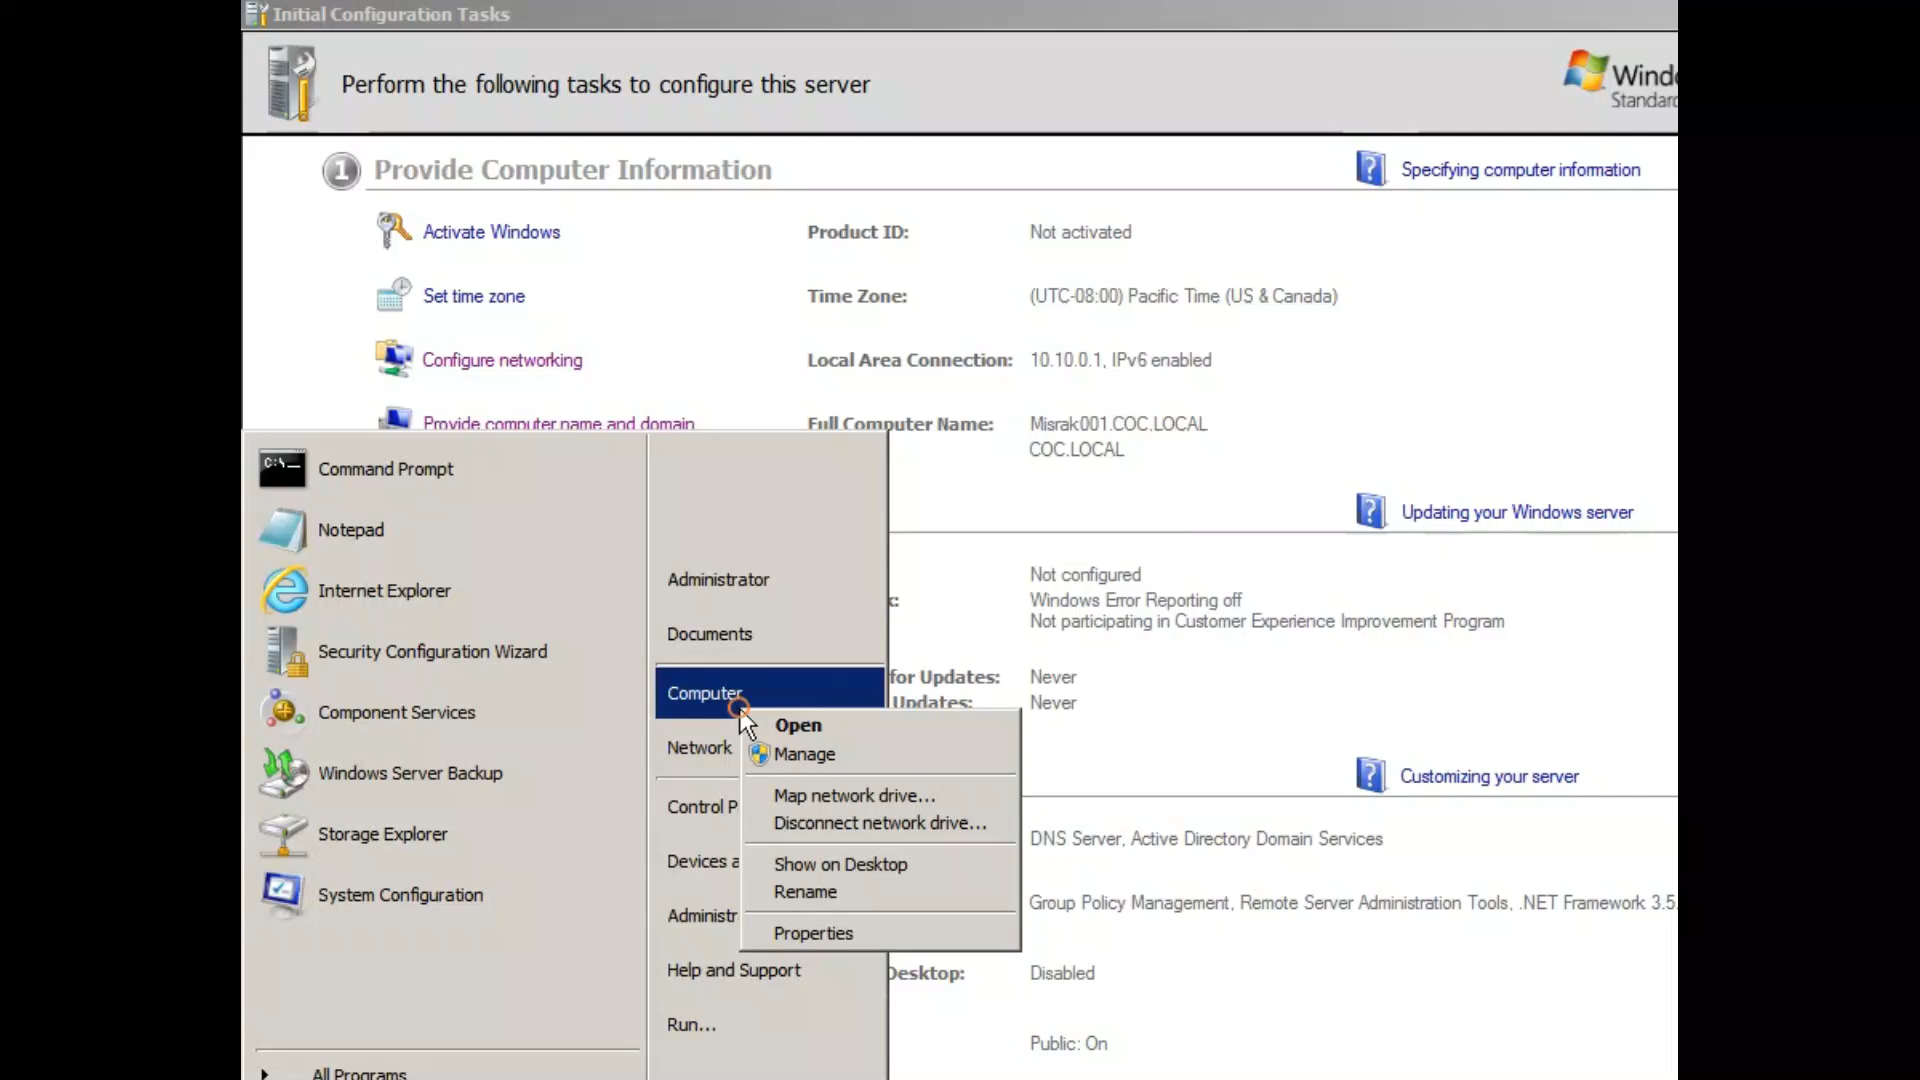 Initial Configuration Tasks
Perform the following tasks to configure this server
Standard
1 Provide Computer Information
Specifying computer information
Activate Windows Product ID: Not activated
Set time zone Time Zone: (UTC-08:00) Pacific Time (US & Canada)
Configure networking Local Area Connection: 10.10.0.1, IPv6 enabled
Provide computer name and domain Full Computer Name: Misrak001.COC.LOCAL
COC.LOCAL
Updating your Windows server
Not configured
Windows Error Reporting off
Not participating in Customer Experience Improvement Program
for Updates: Never
Updates: Never
Customizing your server
DNS Server, Active Directory Domain Services
Group Policy Management, Remote Server Administration Tools, .NET Framework 3.5.
Desktop: Disabled
Public: On
C:\_
Command Prompt
Notepad
Internet Explorer
Security Configuration Wizard
Component Services
Windows Server Backup
Storage Explorer
System Configuration
All Programs
Administrator
Documents
Computer
Network
Control P
Devices a
Administr
Help and Support
Run...
Open
Manage
Map network drive...
Disconnect network drive...
Show on Desktop
Rename
Properties